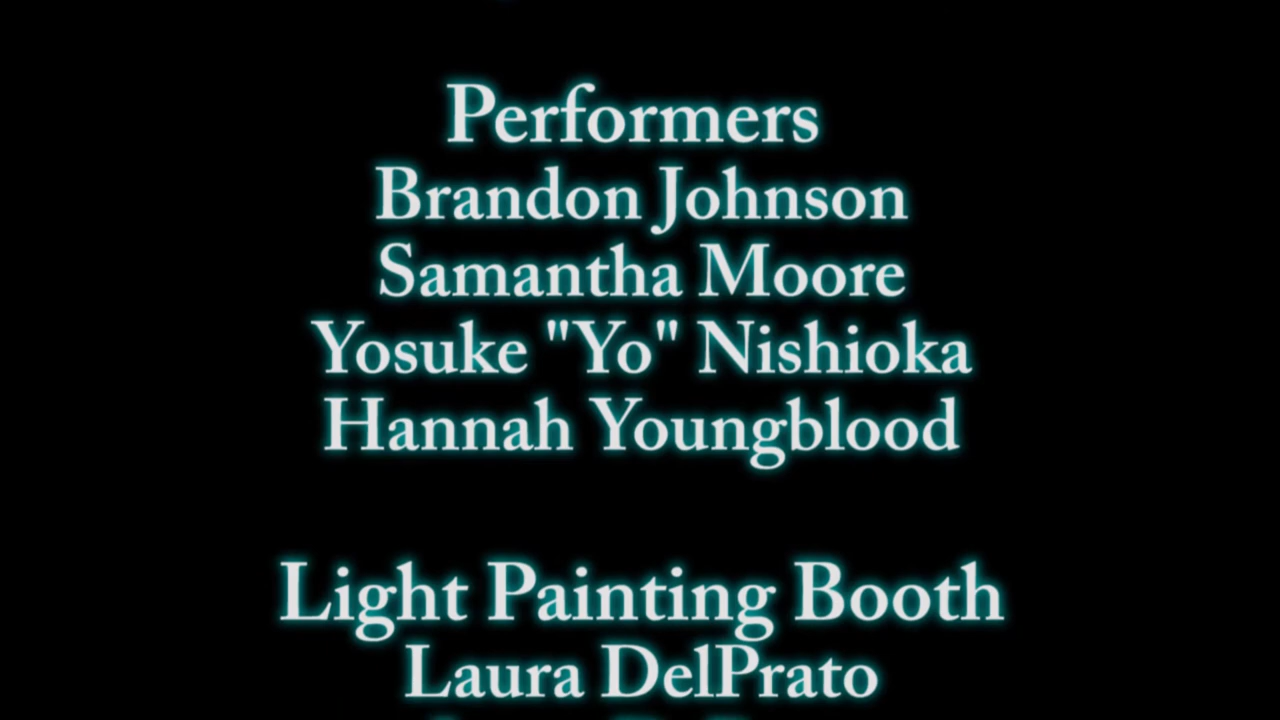 Performers
Brandon Johnson
Samantha Moore
Yosuke "Yo" Nishioka
Hannah Youngblood
Light Painting Booth
Laura DelPrato